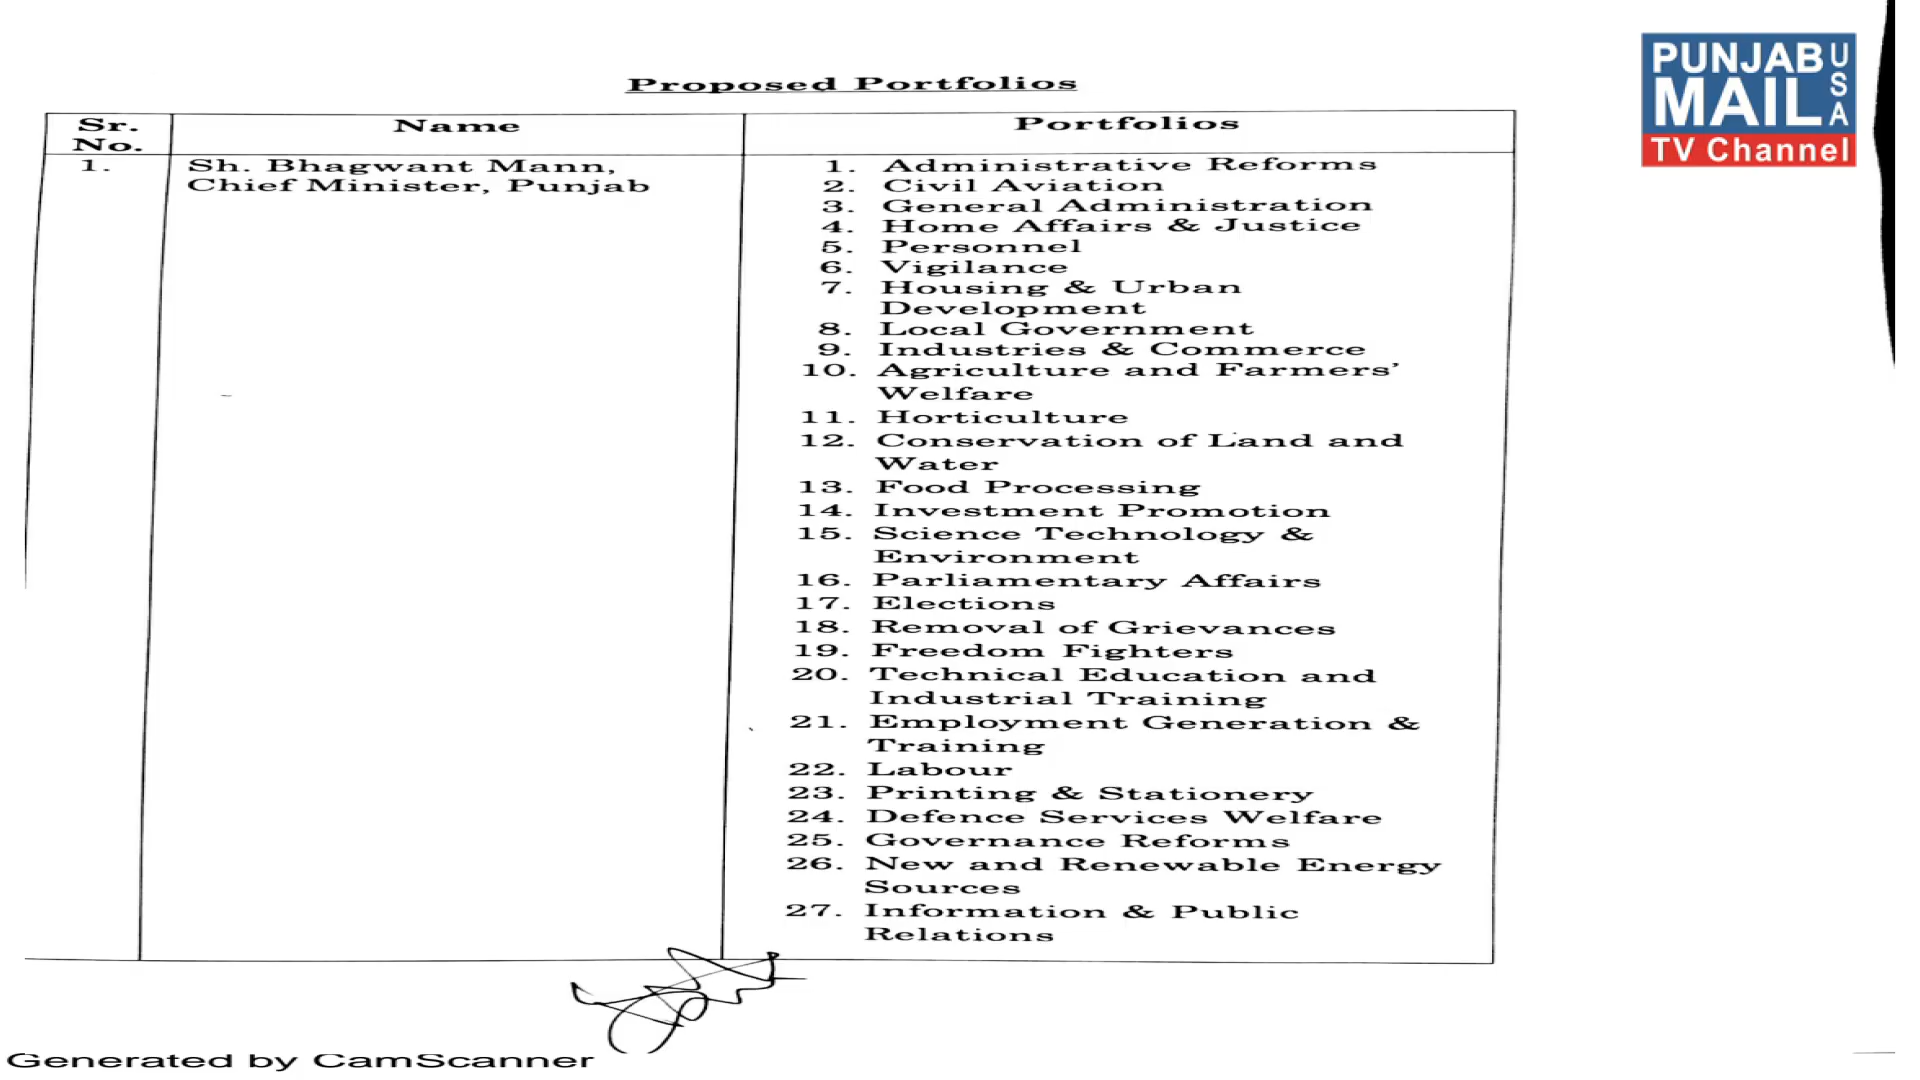 PUNJAB USA
MAIL
TV Channel
Proposed Portfolios
Sr. No.
Name
Portfolios
1. Sh. Bhagwant Mann,
Chief Minister, Punjab
1. Administrative Reforms
2. Civil Aviation
3. General Administration
4. Home Affairs & Justice
5. Personnel
6. Vigilance
7. Housing & Urban
Development
8. Local Government
9. Industries & Commerce
10. Agriculture and Farmers'
Welfare
11. Horticulture
12. Conservation of Land and
Water
13. Food Processing
14. Investment Promotion
15. Science Technology &
Environment
16. Parliamentary Affairs
17. Elections
18. Removal of Grievances
19. Freedom Fighters
20. Technical Education and
Industrial Training
21. Employment Generation &
Training
22. Labour
23. Printing & Stationery
24. Defence Services Welfare
25. Governance Reforms
26. New and Renewable Energy
Sources
27. Information & Public
Relations
Generated by CamScanner